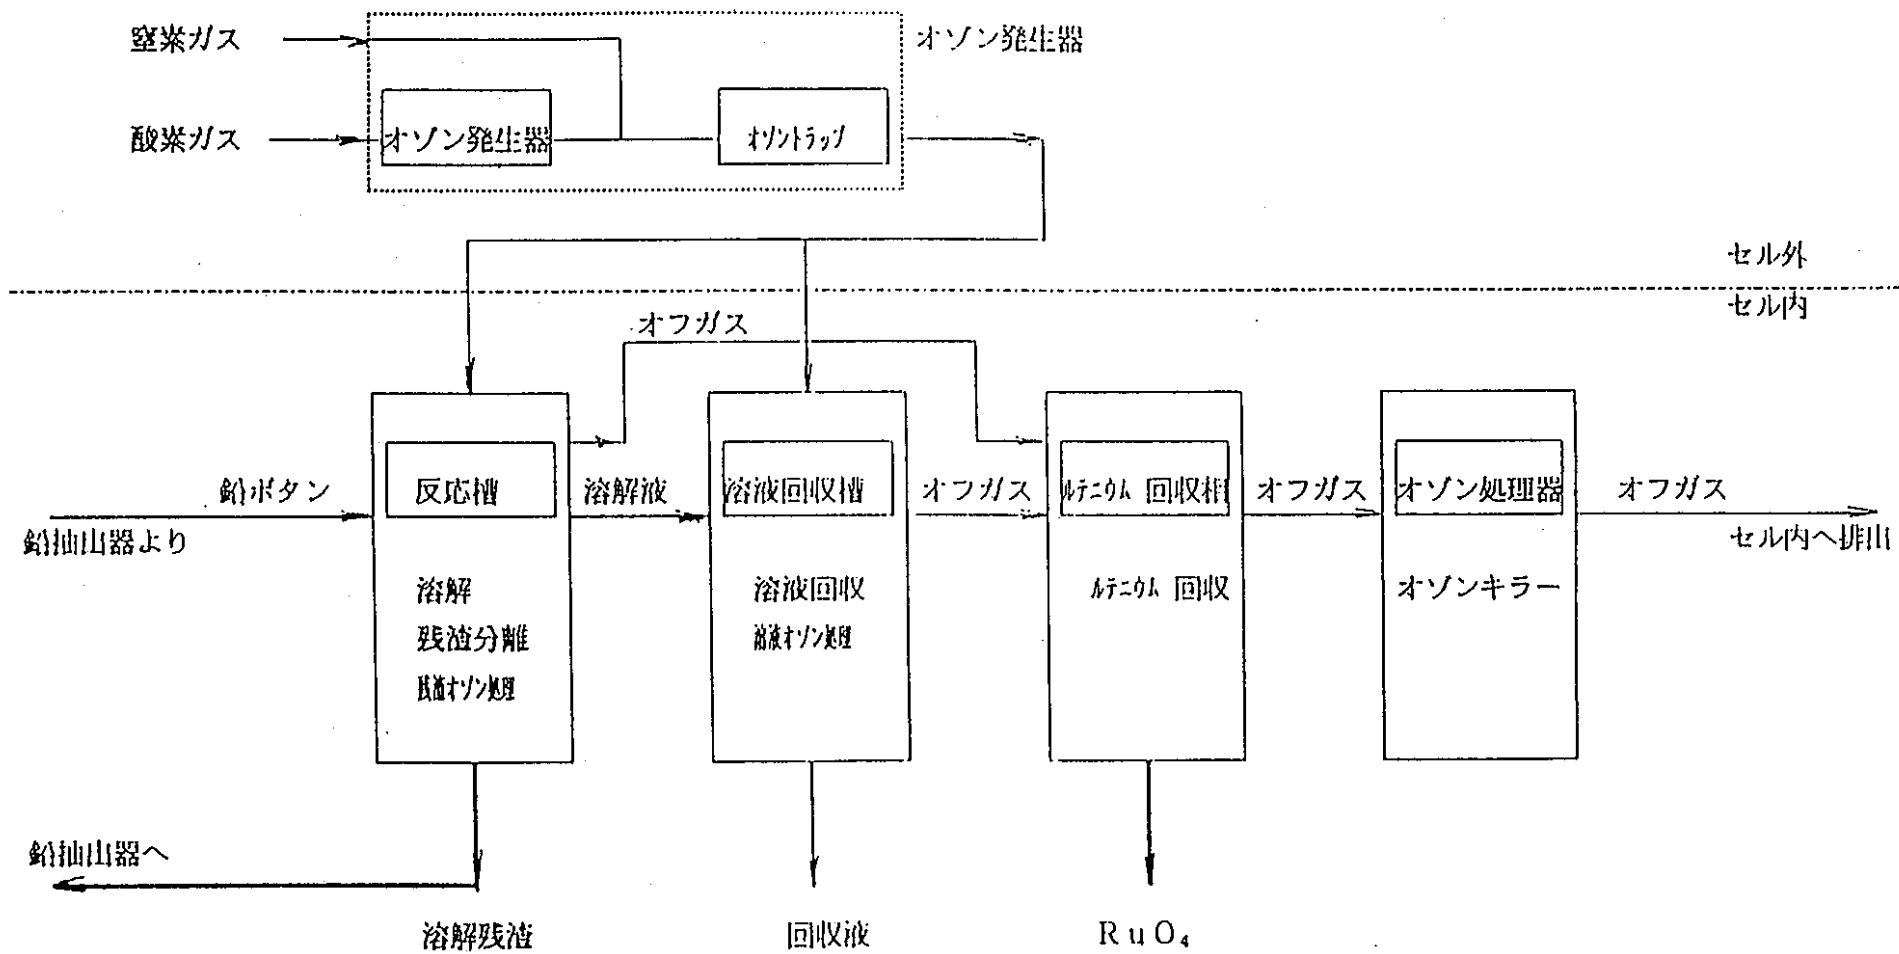 窒素ガス
オゾン発生器
酸素ガス
オゾン発生器
オゾントラップ
セル外
セル内
オフガス
鉛ボタン
反応槽
溶解液
溶液回収槽
オフガス
ルテニウム 回収槽
オフガス
オゾン処理器
オフガス
鉛抽出器より
セル内へ排出
溶解
溶液回収
ルテニウム 回収
オゾンキラー
残渣分離
溶液オゾン処理
残渣オゾン処理
鉛抽出器へ
溶解残渣
回収液
RuO₄